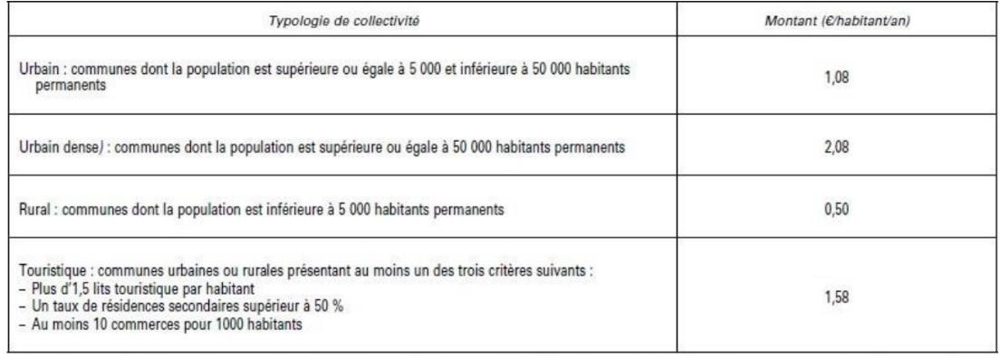 Typologie de collectivité
Montant (€/habitant/an)
Urbain : communes dont la population est supérieure ou égale à 5 000 et inférieure à 50 000 habitants
permanents
1,08
Urbain dense) : communes dont la population est supérieure ou égale à 50 000 habitants permanents
2,08
Rural : communes dont la population est inférieure à 5 000 habitants permanents
0,50
Touristique : communes urbaines ou rurales présentant au moins un des trois critères suivants :
– Plus d'1,5 lits touristique par habitant
– Un taux de résidences secondaires supérieur à 50 %
– Au moins 10 commerces pour 1000 habitants
1,58